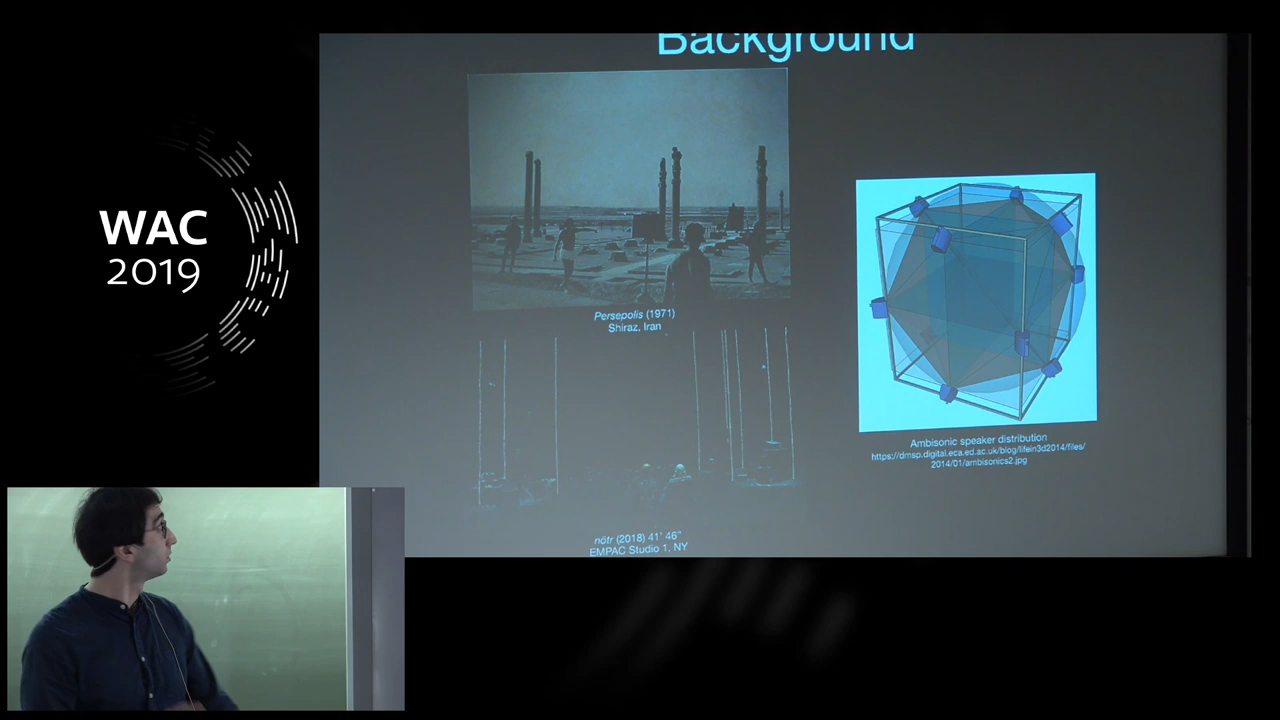 WAC
2019
Background
Persepolis (1971)
Shiraz, Iran
nötr (2018) 41' 46"
EMPAC Studio 1, NY
Ambisonic speaker distribution
https://dmsp.digital.eca.ed.ac.uk/blog/lifein3d2014/files/
2014/01/ambisonics2.jpg